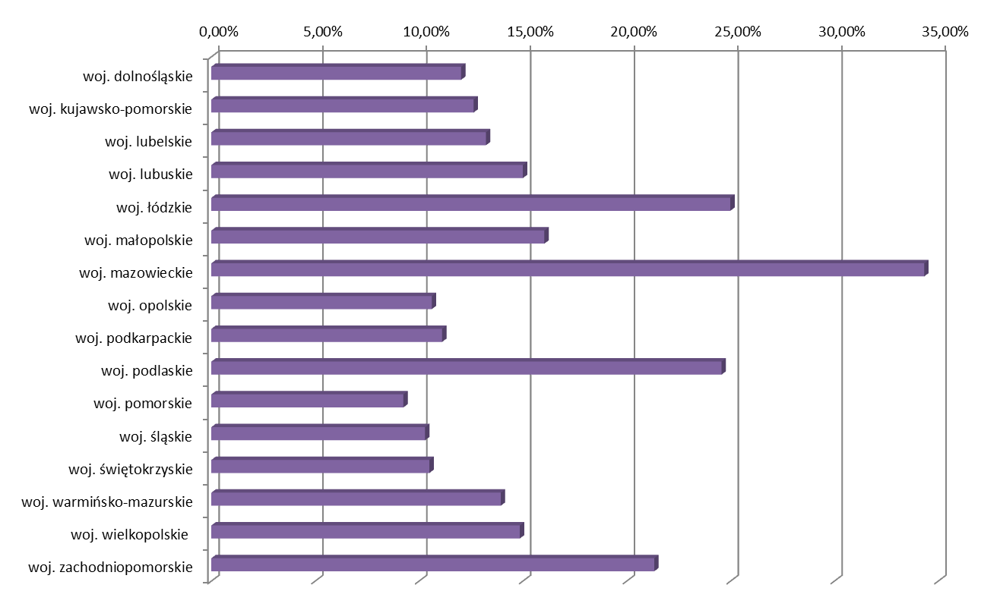 0,00% 5,00% 10,00% 15,00% 20,00% 25,00% 30,00% 35,00%
woj. dolnośląskie
woj. kujawsko-pomorskie
woj. lubelskie
woj. lubuskie
woj. łódzkie
woj. małopolskie
woj. mazowieckie
woj. opolskie
woj. podkarpackie
woj. podlaskie
woj. pomorskie
woj. śląskie
woj. świętokrzyskie
woj. warmińsko-mazurskie
woj. wielkopolskie
woj. zachodniopomorskie